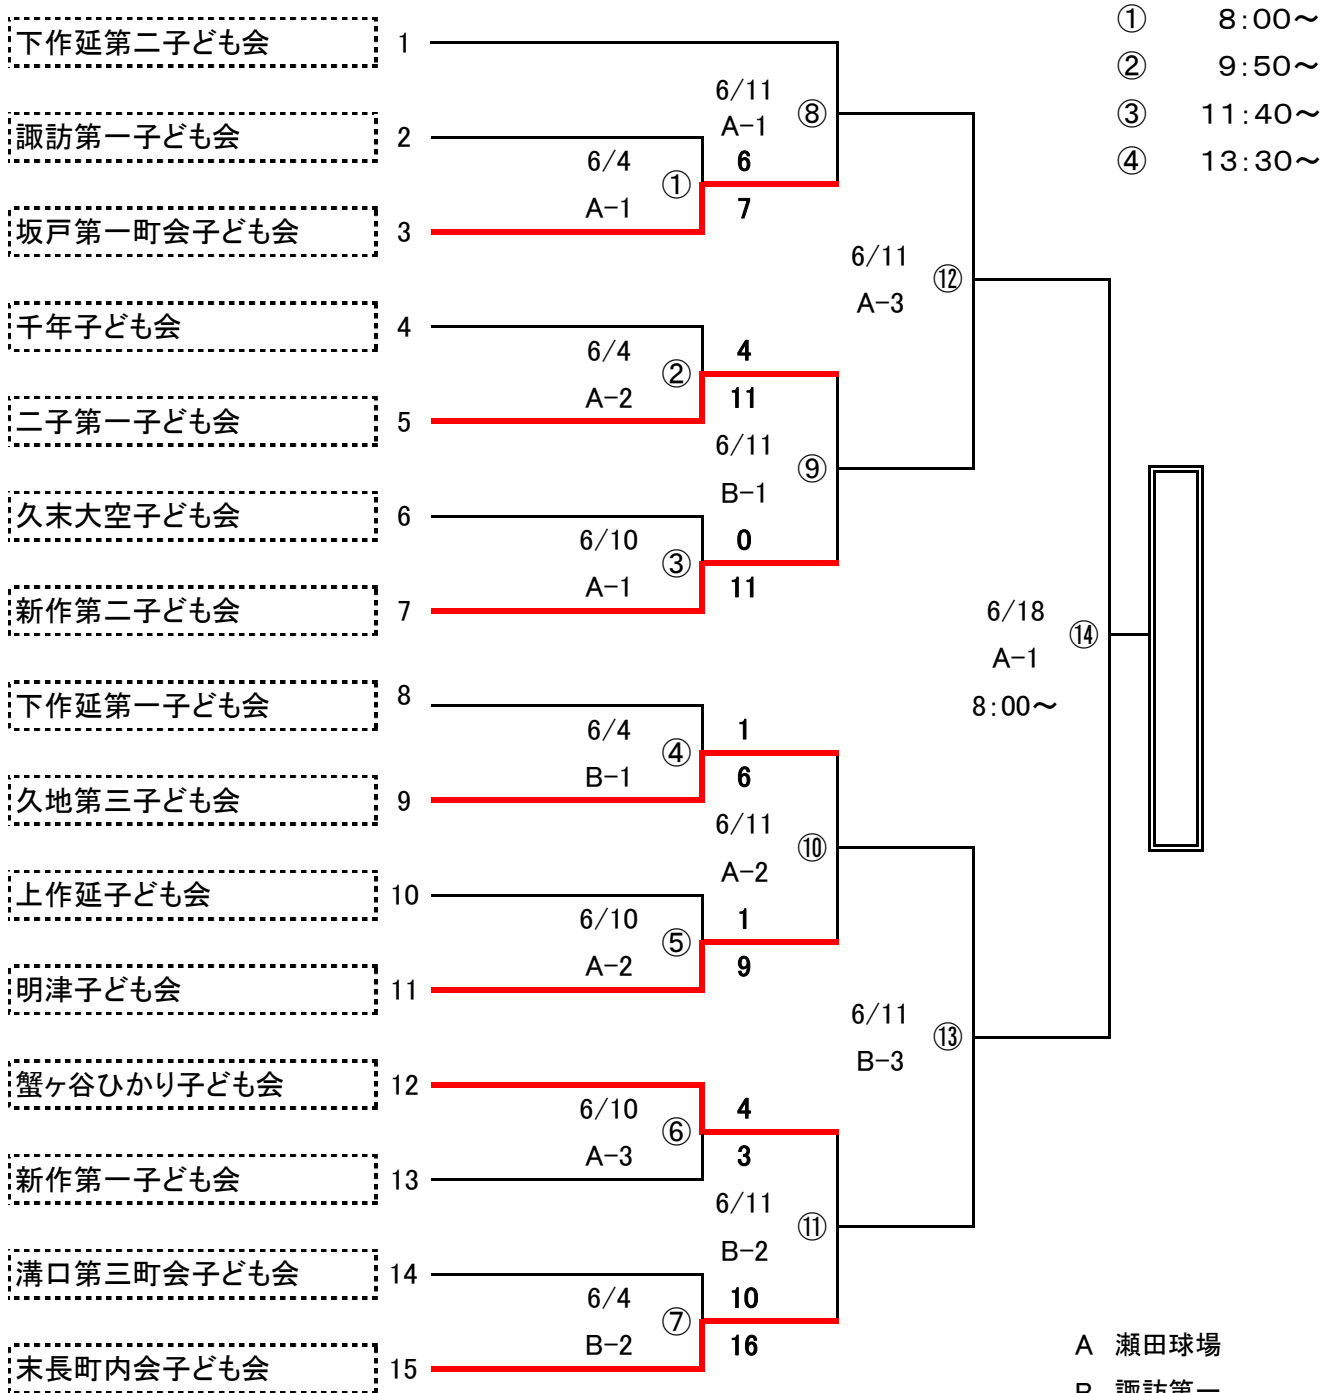 ① 8:00～
② 9:50～
③ 11:40～
④ 13:30～
下作延第二子ども会 1
6/11 ⑧
A-1
諏訪第一子ども会 2
6/4 ① 6
A-1 7
坂戸第一町会子ども会 3
6/11 ⑫
A-3
千年子ども会 4
6/4 ② 4
A-2 11
二子第一子ども会 5
6/11 ⑨
B-1
久末大空子ども会 6
6/10 ③ 0
A-1 11
新作第二子ども会 7
6/18 ⑭
A-1
8:00～
下作延第一子ども会 8
6/4 ④ 1
B-1 6
久地第三子ども会 9
6/11 ⑩
A-2
上作延子ども会 10
6/10 ⑤ 1
A-2 9
明津子ども会 11
6/11 ⑬
B-3
蟹ヶ谷ひかり子ども会 12
6/10 ⑥ 4
A-3 3
新作第一子ども会 13
6/11 ⑪
B-2
溝口第三町会子ども会 14
6/4 ⑦ 10
B-2 16
末長町内会子ども会 15
A 瀬田球場
B 諏訪第一